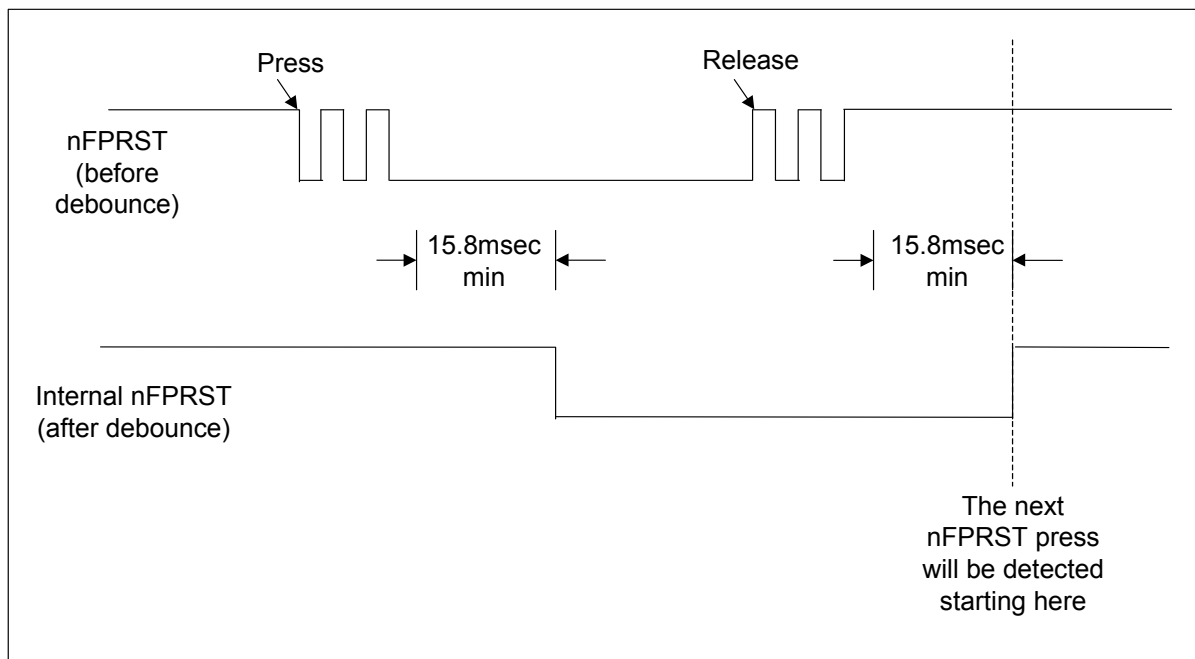 Press
Release
nFPRST
(before
debounce)
15.8msec
min
15.8msec
min
Internal nFPRST
(after debounce)
The next
nFPRST press
will be detected
starting here